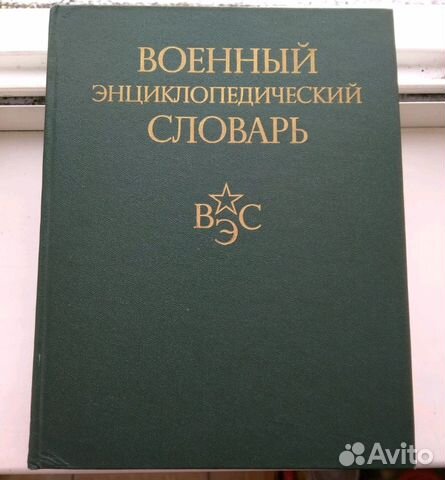 ВОЕННЫЙ
ЭНЦИКЛОПЕДИЧЕСКИЙ
СЛОВАРЬ
ВЭС
Avito